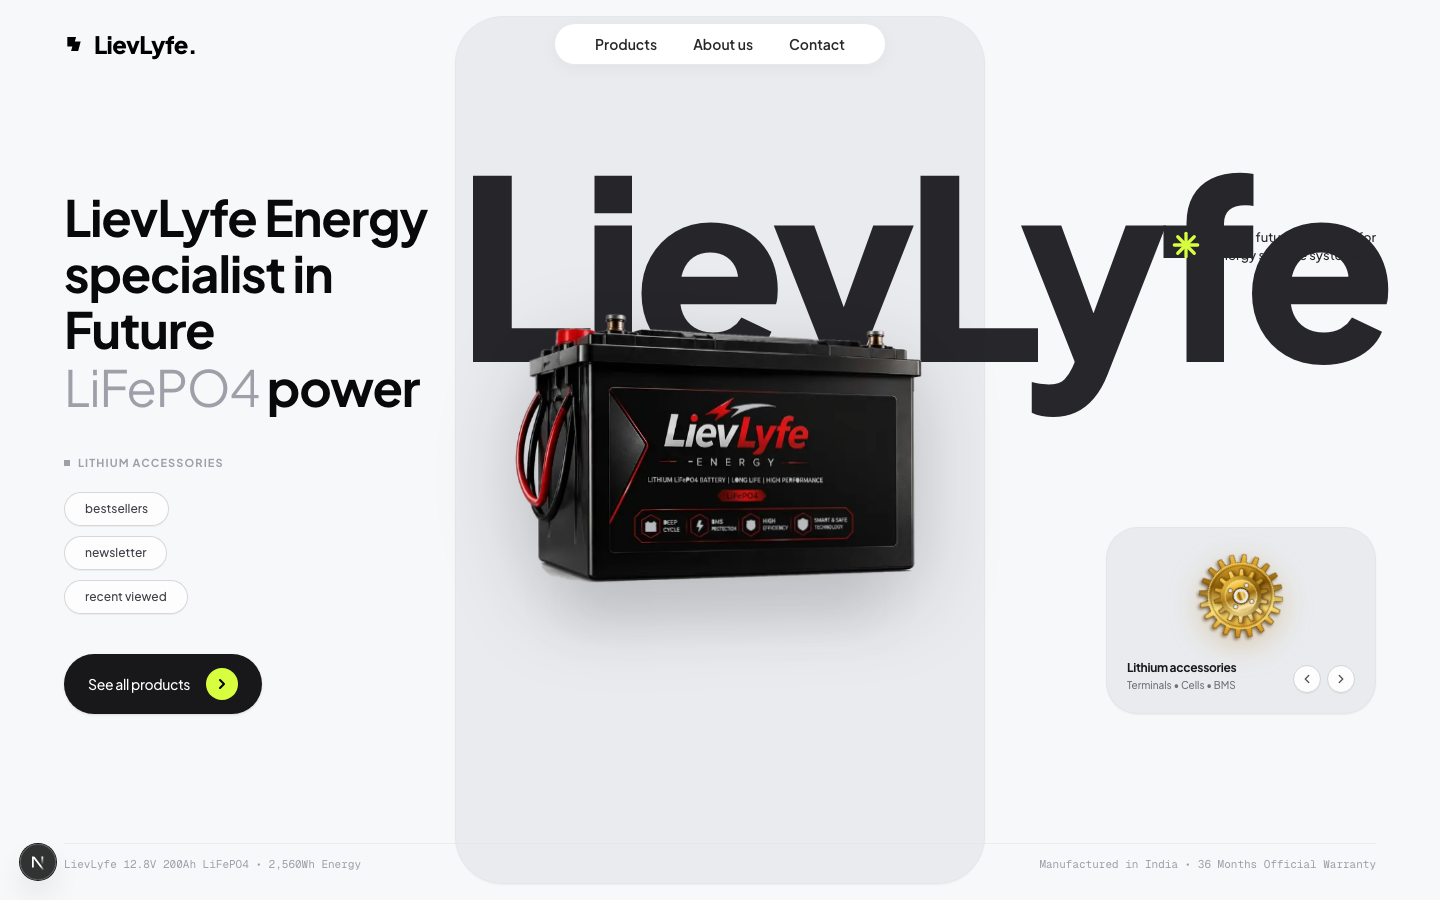 LievLyfe.
Products
About us
Contact
LievLyfe Energy
specialist in
Future
LiFePO4 power
LievLyfe
for
LITHIUM ACCESSORIES
bestsellers
newsletter
recent viewed
See all products
LievLyfe
-ENERGY
LITHIUM LiFePO4 BATTERY | LONG LIFE | HIGH PERFORMANCE
LiFePO4
DEEP
CYCLE
BMS
PROTECTION
HIGH
EFFICIENCY
SMART & SAFE
TECHNOLOGY
Lithium accessories
Terminals • Cells • BMS
N
LievLyfe 12.8V 200Ah LiFePO4 • 2,560Wh Energy
Manufactured in India • 36 Months Official Warranty